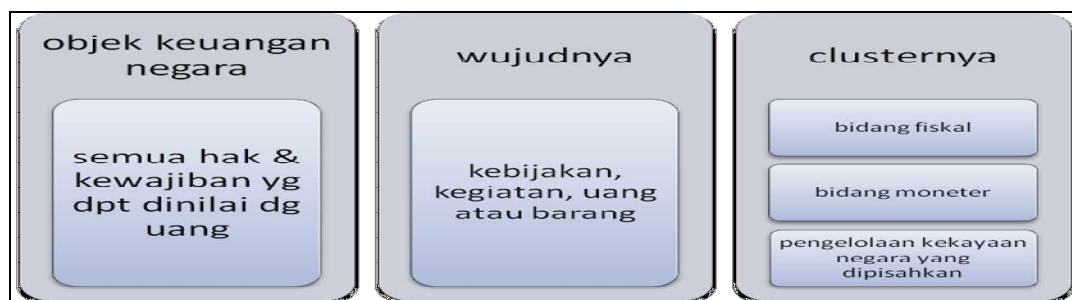 objek keuangan
negara
semua hak &
kewajiban yg
dpt dinilai dg
uang
wujudnya
kebijakan,
kegiatan, uang
atau barang
clusternya
bidang fiskal
bidang moneter
pengelolaan kekayaan
negara yang
dipisahkan